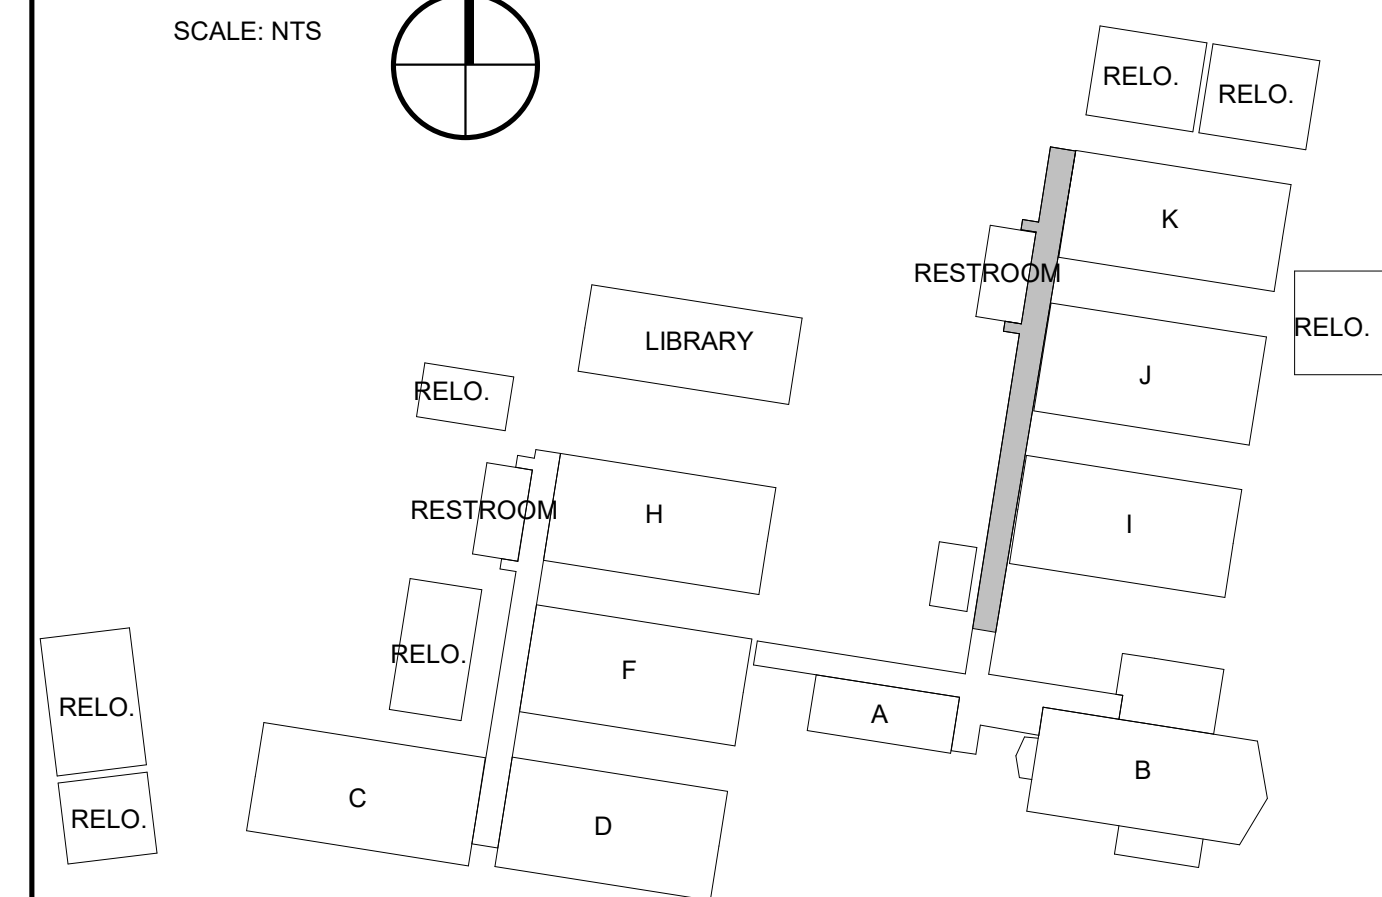 SCALE: NTS
RELO.
RELO.
K
RESTROOM
RELO.
LIBRARY
J
RELO.
RESTROOM
H
I
RELO.
F
RELO.
A
B
C
RELO.
D